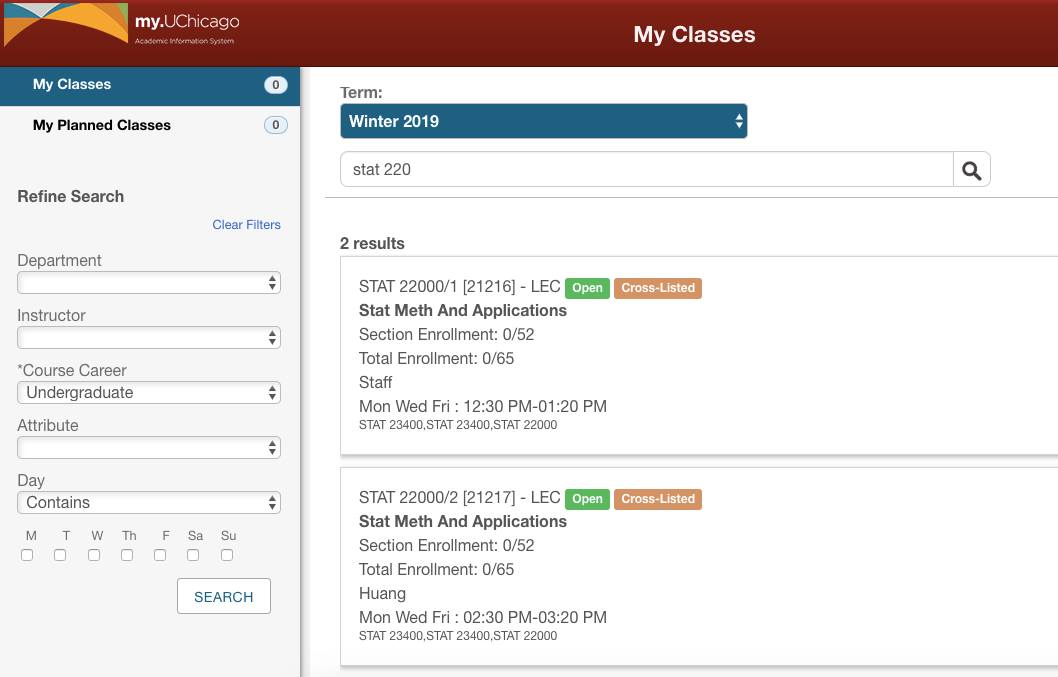 my.UChicago
Academic Information System
My Classes
My Classes 0
My Planned Classes 0
Refine Search
Clear Filters
Department
Instructor
*Course Career
Undergraduate
Attribute
Day
Contains
M T W Th F Sa Su
SEARCH
Term:
Winter 2019
stat 220
2 results
STAT 22000/1 [21216] - LEC Open Cross-Listed
Stat Meth And Applications
Section Enrollment: 0/52
Total Enrollment: 0/65
Staff
Mon Wed Fri : 12:30 PM-01:20 PM
STAT 23400,STAT 23400,STAT 22000
STAT 22000/2 [21217] - LEC Open Cross-Listed
Stat Meth And Applications
Section Enrollment: 0/52
Total Enrollment: 0/65
Huang
Mon Wed Fri : 02:30 PM-03:20 PM
STAT 23400,STAT 23400,STAT 22000